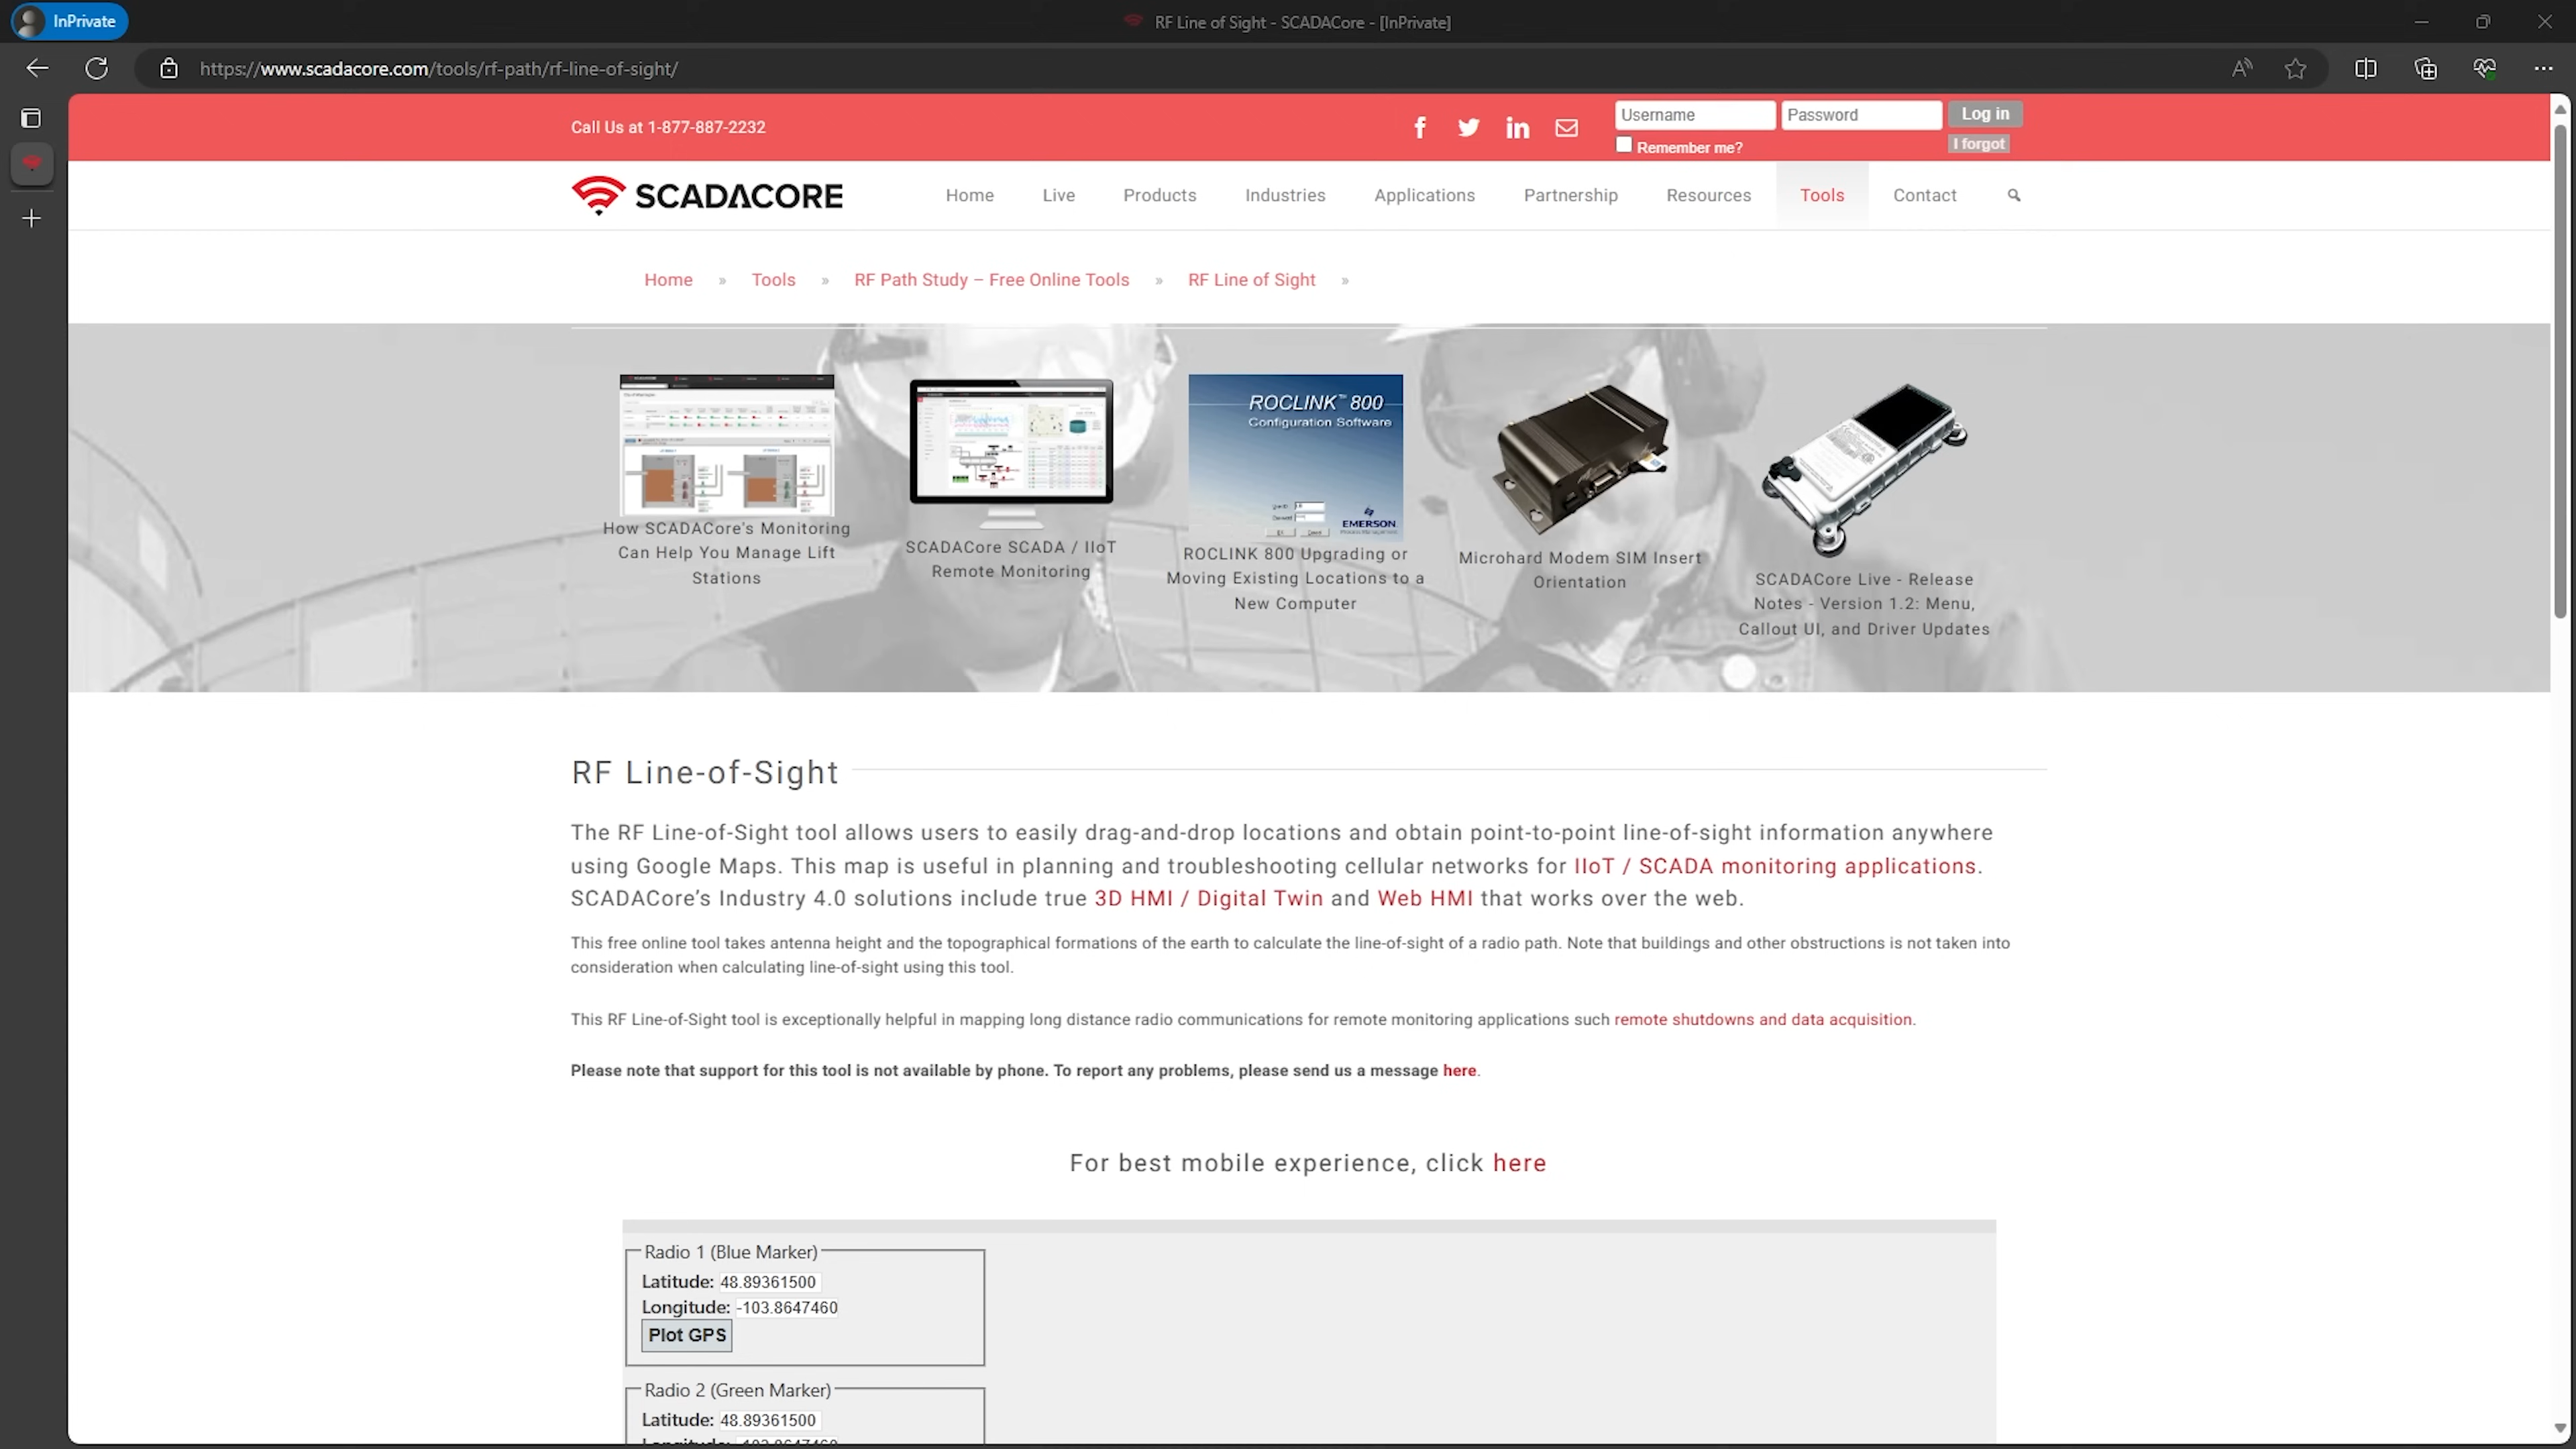 InPrivate
RF Line of Sight - SCADACore - [InPrivate]
https://www.scadacore.com/tools/rf-path/rf-line-of-sight/
Call Us at 1-877-887-2232
Username
Password
Log in
Remember me?
I forgot
SCADACORE
Home
Live
Products
Industries
Applications
Partnership
Resources
Tools
Contact
Home » Tools » RF Path Study – Free Online Tools » RF Line of Sight »
ROCLINK™ 800
Configuration Software
EMERSON
How SCADACore's Monitoring
Can Help You Manage Lift
Stations
SCADACore SCADA / IIoT
Remote Monitoring
ROCLINK 800 Upgrading or
Moving Existing Locations to a
New Computer
Microhard Modem SIM Insert
Orientation
SCADACore Live - Release
Notes - Version 1.2: Menu,
Callout UI, and Driver Updates
RF Line-of-Sight
The RF Line-of-Sight tool allows users to easily drag-and-drop locations and obtain point-to-point line-of-sight information anywhere
using Google Maps. This map is useful in planning and troubleshooting cellular networks for IIoT / SCADA monitoring applications.
SCADACore’s Industry 4.0 solutions include true 3D HMI / Digital Twin and Web HMI that works over the web.
This free online tool takes antenna height and the topographical formations of the earth to calculate the line-of-sight of a radio path. Note that buildings and other obstructions is not taken into
consideration when calculating line-of-sight using this tool.
This RF Line-of-Sight tool is exceptionally helpful in mapping long distance radio communications for remote monitoring applications such remote shutdowns and data acquisition.
Please note that support for this tool is not available by phone. To report any problems, please send us a message here.
For best mobile experience, click here
Radio 1 (Blue Marker)
Latitude: 48.89361500
Longitude: -103.8647460
Plot GPS
Radio 2 (Green Marker)
Latitude: 48.89361500